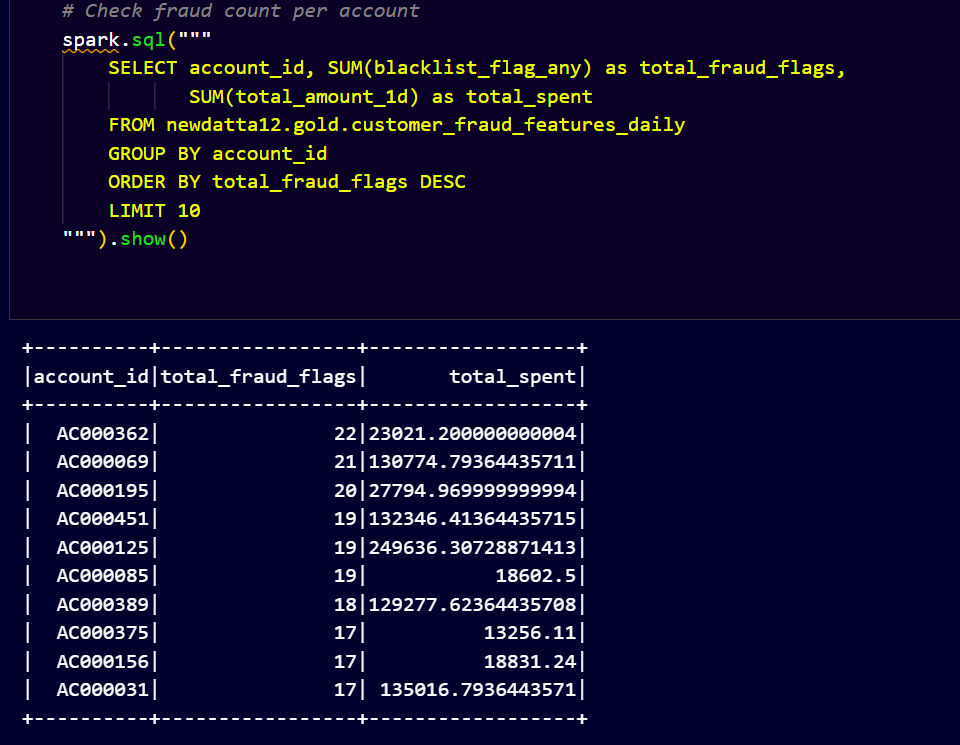 # Check fraud count per account
spark.sql("""
    SELECT account_id, SUM(blacklist_flag_any) as total_fraud_flags,
           SUM(total_amount_1d) as total_spent
    FROM newdatta12.gold.customer_fraud_features_daily
    GROUP BY account_id
    ORDER BY total_fraud_flags DESC
    LIMIT 10
""").show()
+----------+-----------------+------------------+
|account_id|total_fraud_flags|       total_spent|
+----------+-----------------+------------------+
|  AC000362|               22|23021.200000000004|
|  AC000069|               21|130774.79364435711|
|  AC000195|               20|27794.969999999994|
|  AC000451|               19|132346.41364435715|
|  AC000125|               19|249636.30728871413|
|  AC000085|               19|           18602.5|
|  AC000389|               18|129277.62364435708|
|  AC000375|               17|          13256.11|
|  AC000156|               17|          18831.24|
|  AC000031|               17| 135016.7936443571|
+----------+-----------------+------------------+